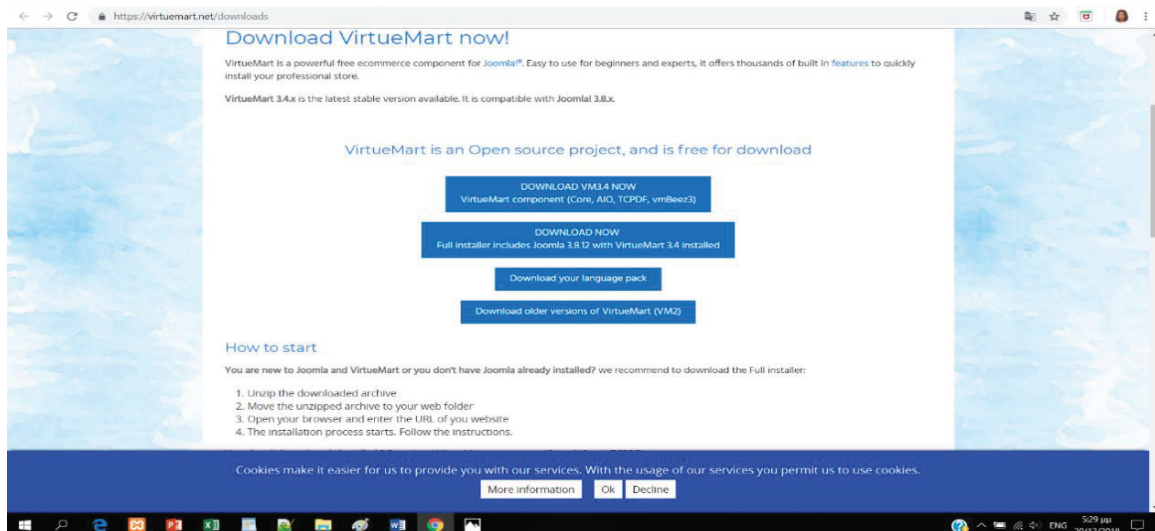 https://virtuemart.net/downloads
Download VirtueMart now!
VirtueMart is a powerful free ecommerce component for Joomla!®. Easy to use for beginners and experts, it offers thousands of built in features to quickly
install your professional store.
VirtueMart 3.4.x is the latest stable version available. It is compatible with Joomla! 3.8.x.
VirtueMart is an Open source project, and is free for download
DOWNLOAD VM3.4 NOW
VirtueMart component (Core, AIO, TCPDF, vmBeez3)
DOWNLOAD NOW
Full installer includes Joomla 3.8.12 with VirtueMart 3.4 installed
Download your language pack
Download older versions of VirtueMart (VM2)
How to start
You are new to Joomla and VirtueMart or you don't have Joomla already installed? we recommend to download the Full installer:
1. Unzip the downloaded archive
2. Move the unzipped archive to your web folder
3. Open your browser and enter the URL of you website
4. The installation process starts. Follow the instructions.
Cookies make it easier for us to provide you with our services. With the usage of our services you permit us to use cookies.
More information Ok Decline
ENG 5:29 μμ